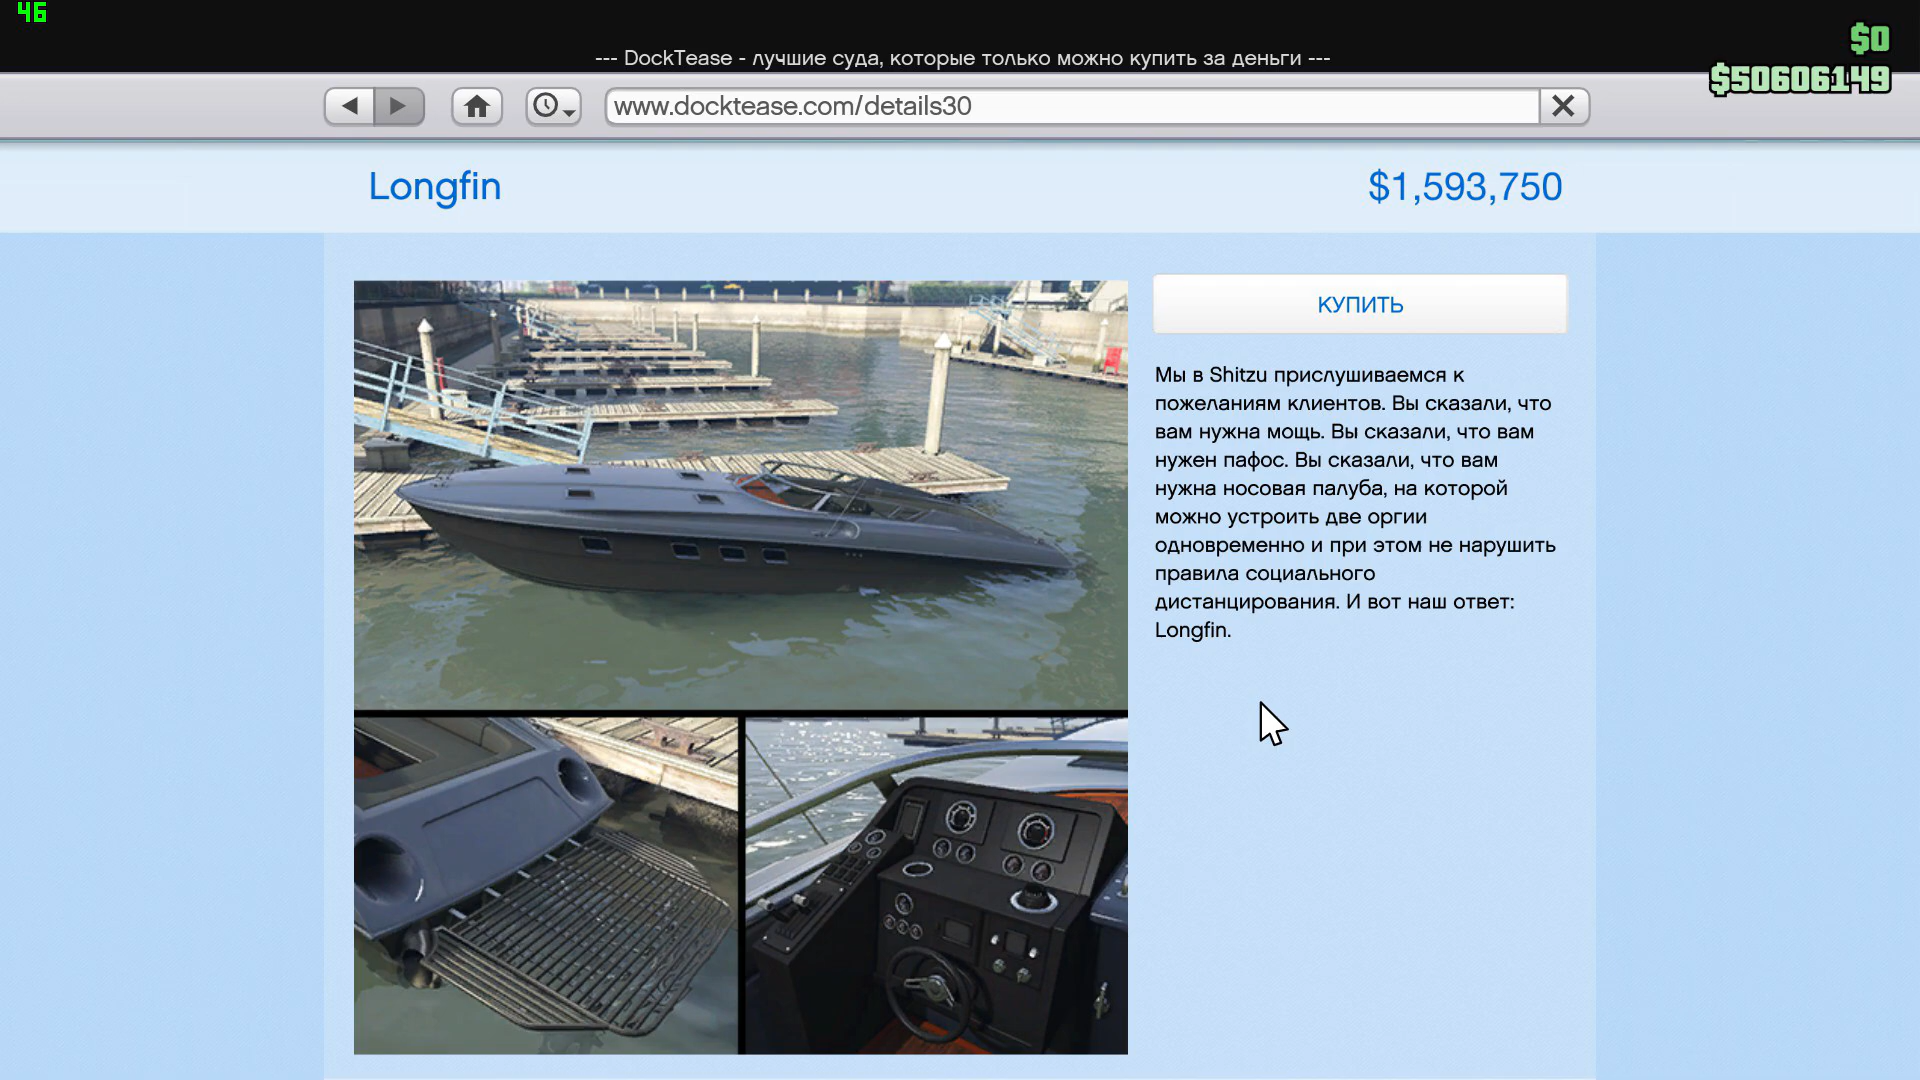 46
$0
--- DockTease - лучшие суда, которые только можно купить за деньги ---
$50606149
www.docktease.com/details30
Longfin
$1,593,750
КУПИТЬ
Мы в Shitzu прислушиваемся к
пожеланиям клиентов. Вы сказали, что
вам нужна мощь. Вы сказали, что вам
нужен пафос. Вы сказали, что вам
нужна носовая палуба, на которой
можно устроить две оргии
одновременно и при этом не нарушить
правила социального
дистанцирования. И вот наш ответ:
Longfin.